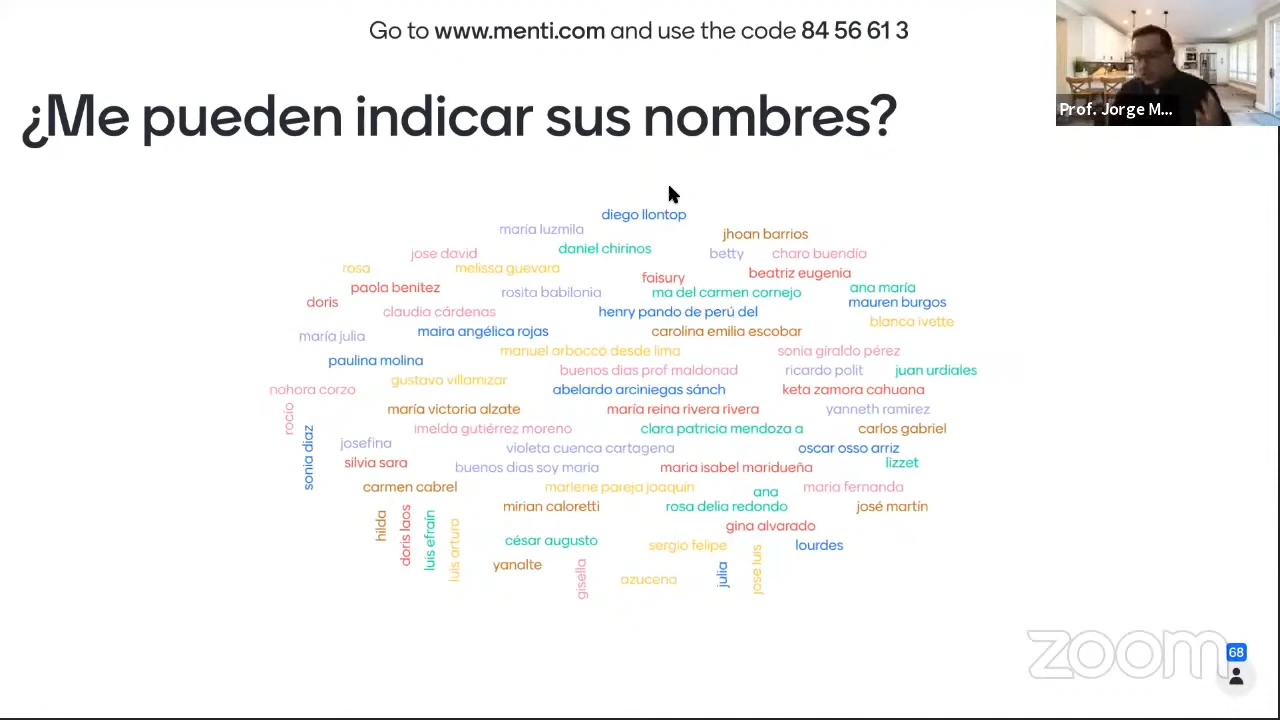 Go to www.menti.com and use the code 84 56 61 3
Prof. Jorge M...
¿Me pueden indicar sus nombres?
diego llontop
maria luzmila
jhoan barrios
daniel chirinos
jose david
betty
charo buendía
rosa
melissa guevara
faisury
beatriz eugenia
paola benitez
rosita babilonia
ma del carmen cornejo
ana maría
doris
mauren burgos
claudia cárdenas
henry pando de perú del
blanca ivette
maría julia
maira angélica rojas
carolina emilia escobar
manuel arboccó desde lima
sonia giraldo pérez
paulina molina
buenos dias prof maldonad
ricardo polit
juan urdiales
gustavo villamizar
nohora corzo
abelardo arciniegas sánch
keta zamora cahuana
rocío
maría victoria alzate
maría reina rivera rivera
yanneth ramirez
imelda gutiérrez moreno
clara patricia mendoza a
carlos gabriel
sonia diaz
josefina
violeta cuenca cartagena
oscar osso arriz
silvia sara
buenos dias soy maria
maria isabel maridueña
lizzet
carmen cabrel
marlene pareja joaquín
ana
maria fernanda
mirian caloretti
rosa delia redondo
josé martín
hilda
doris laos
luis efraín
luis arturo
gina alvarado
césar augusto
sergio felipe
lourdes
yanalte
gisella
azucena
julia
jose luis
zoom
68